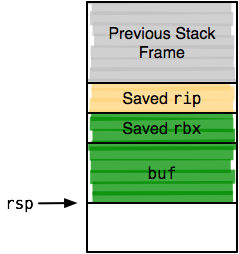 Previous Stack
Frame
Saved rip
Saved rbx
buf
rsp